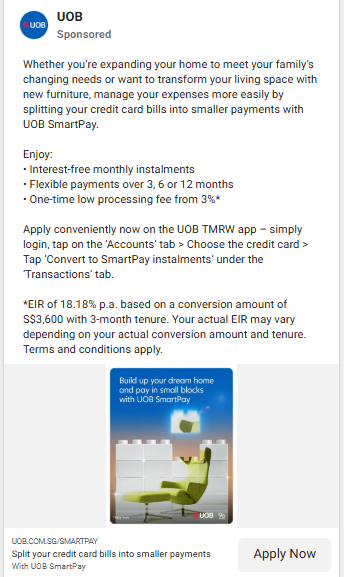 UOB
UOB
Sponsored
Whether you're expanding your home to meet your family's
changing needs or want to transform your living space with
new furniture, manage your expenses more easily by
splitting your credit card bills into smaller payments with
UOB SmartPay.
Enjoy:
• Interest-free monthly instalments
• Flexible payments over 3, 6 or 12 months
• One-time low processing fee from 3%*
Apply conveniently now on the UOB TMRW app – simply
login, tap on the 'Accounts' tab > Choose the credit card >
Tap 'Convert to SmartPay instalments' under the
'Transactions' tab.
*EIR of 18.18% p.a. based on a conversion amount of
S$3,600 with 3-month tenure. Your actual EIR may vary
depending on your actual conversion amount and tenure.
Terms and conditions apply.
Build up your dream home
and pay in small blocks
with UOB SmartPay
UOB
UOB.COM.SG/SMARTPAY
Split your credit card bills into smaller payments
With UOB SmartPay
Apply Now